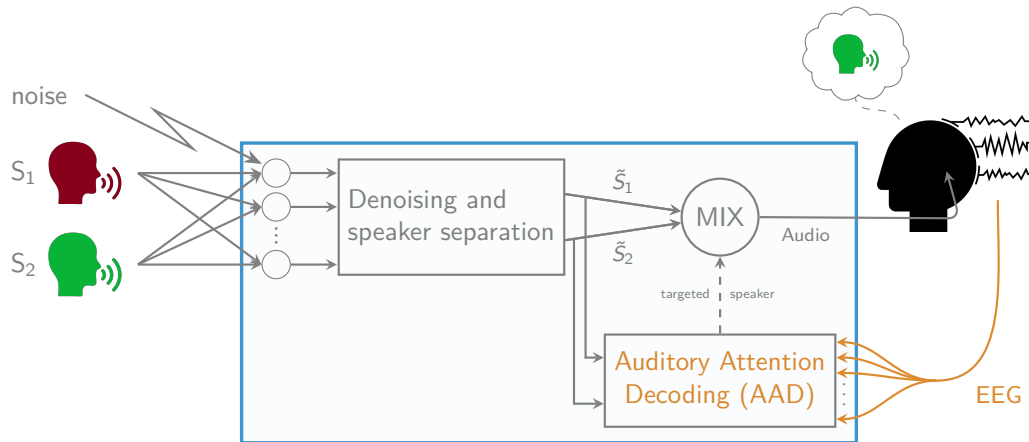 noise
S₁
S₂
Denoising and
speaker separation
S̃₁
S̃₂
MIX
Audio
targeted speaker
Auditory Attention
Decoding (AAD)
EEG